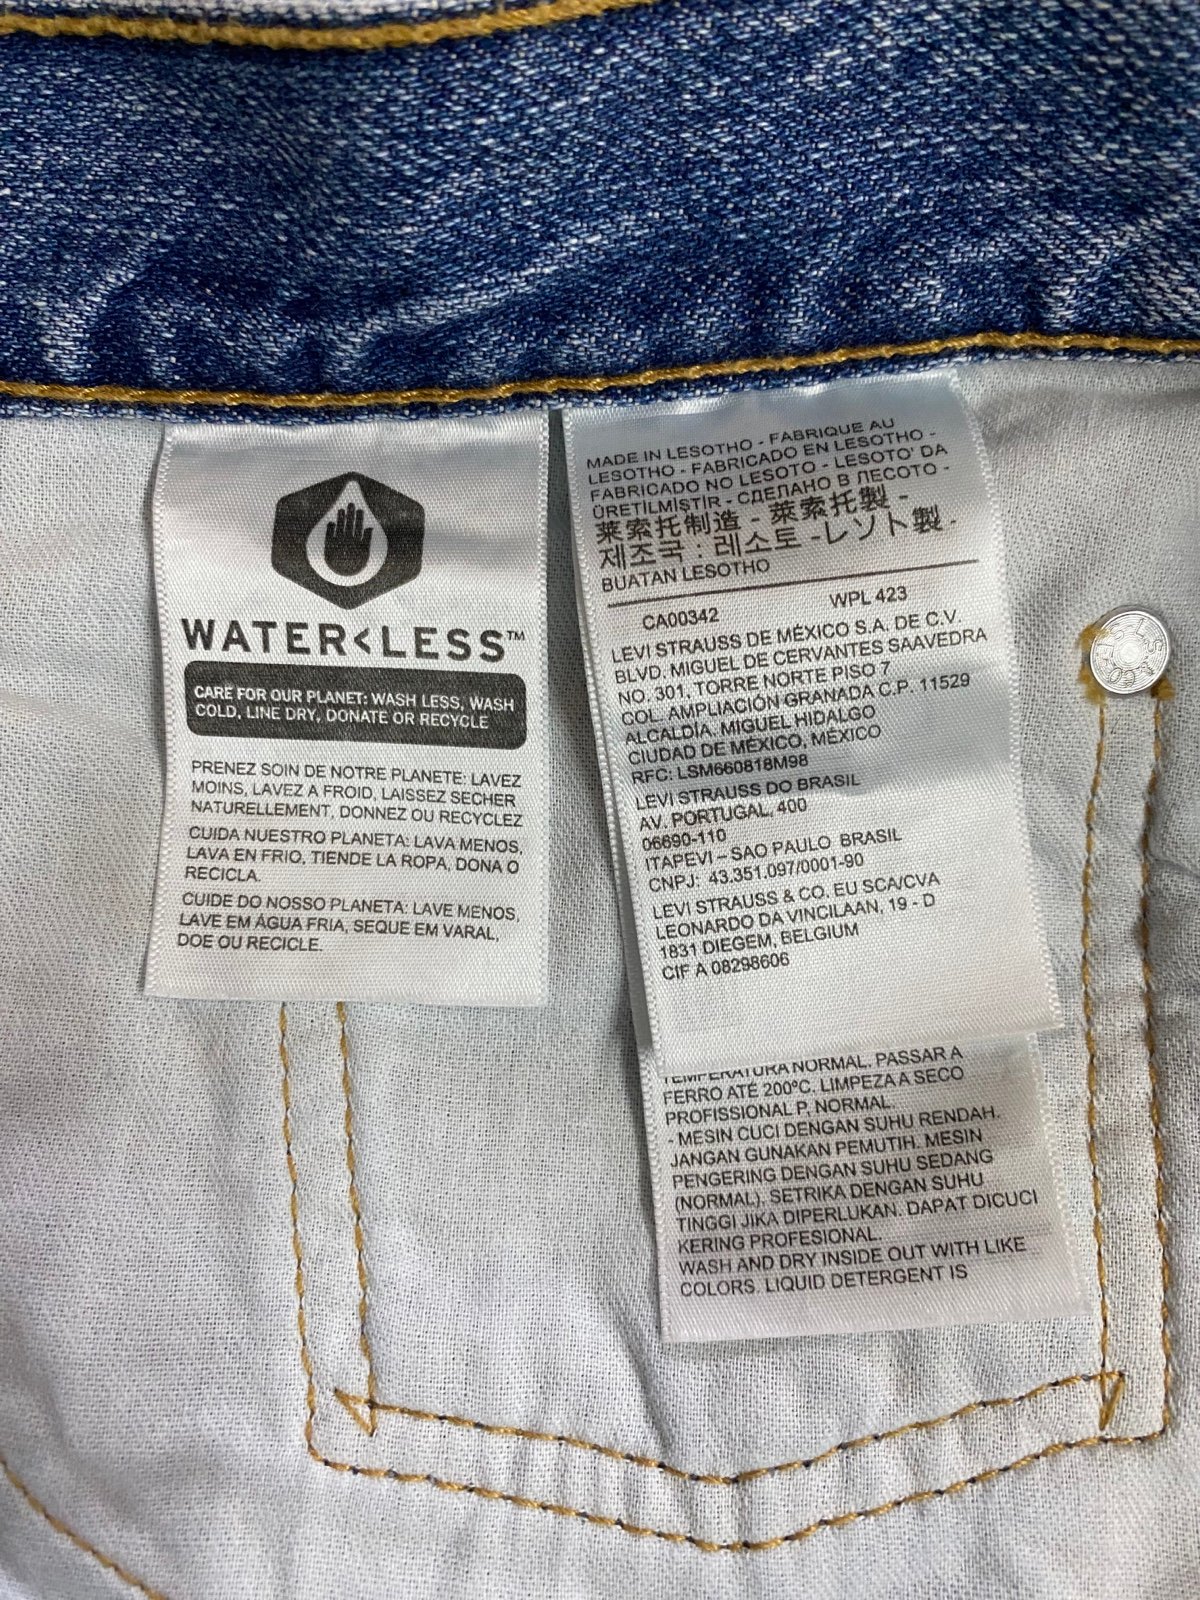 WATER<LESS™
CARE FOR OUR PLANET: WASH LESS, WASH
COLD, LINE DRY, DONATE OR RECYCLE
PRENEZ SOIN DE NOTRE PLANETE: LAVEZ
MOINS, LAVEZ A FROID, LAISSEZ SECHER
NATURELLEMENT, DONNEZ OU RECYCLEZ
CUIDA NUESTRO PLANETA: LAVA MENOS,
LAVA EN FRIO, TIENDE LA ROPA, DONA O
RECICLA.
CUIDE DO NOSSO PLANETA: LAVE MENOS,
LAVE EM ÁGUA FRIA, SEQUE EM VARAL,
DOE OU RECICLE.
MADE IN LESOTHO - FABRIQUE AU
LESOTHO - FABRICADO EN LESOTHO -
FABRICADO NO LESOTO - LESOTO' DA
ÜRETİLMİŞTİR - СДЕЛАНО В ЛЕСОТО -
莱索托制造 - 萊索托製 -
제조국 : 레소토 -レソト製 -
BUATAN LESOTHO
CA00342 WPL 423
LEVI STRAUSS DE MÉXICO S.A. DE C.V.
BLVD. MIGUEL DE CERVANTES SAAVEDRA
NO. 301, TORRE NORTE PISO 7
COL. AMPLIACIÓN GRANADA C.P. 11529
ALCALDÍA. MIGUEL HIDALGO
CIUDAD DE MÉXICO, MÉXICO
RFC: LSM660818M98
LEVI STRAUSS DO BRASIL
AV. PORTUGAL, 400
06690-110
ITAPEVI – SAO PAULO BRASIL
CNPJ: 43.351.097/0001-90
LEVI STRAUSS & CO. EU SCA/CVA
LEONARDO DA VINCILAAN, 19 - D
1831 DIEGEM, BELGIUM
CIF A 08298606
TEMPERATURA NORMAL. PASSAR A
FERRO ATÉ 200ºC. LIMPEZA A SECO
PROFISSIONAL P, NORMAL.
- MESIN CUCI DENGAN SUHU RENDAH.
JANGAN GUNAKAN PEMUTIH. MESIN
PENGERING DENGAN SUHU SEDANG
(NORMAL). SETRIKA DENGAN SUHU
TINGGI JIKA DIPERLUKAN. DAPAT DICUCI
KERING PROFESIONAL.
WASH AND DRY INSIDE OUT WITH LIKE
COLORS. LIQUID DETERGENT IS